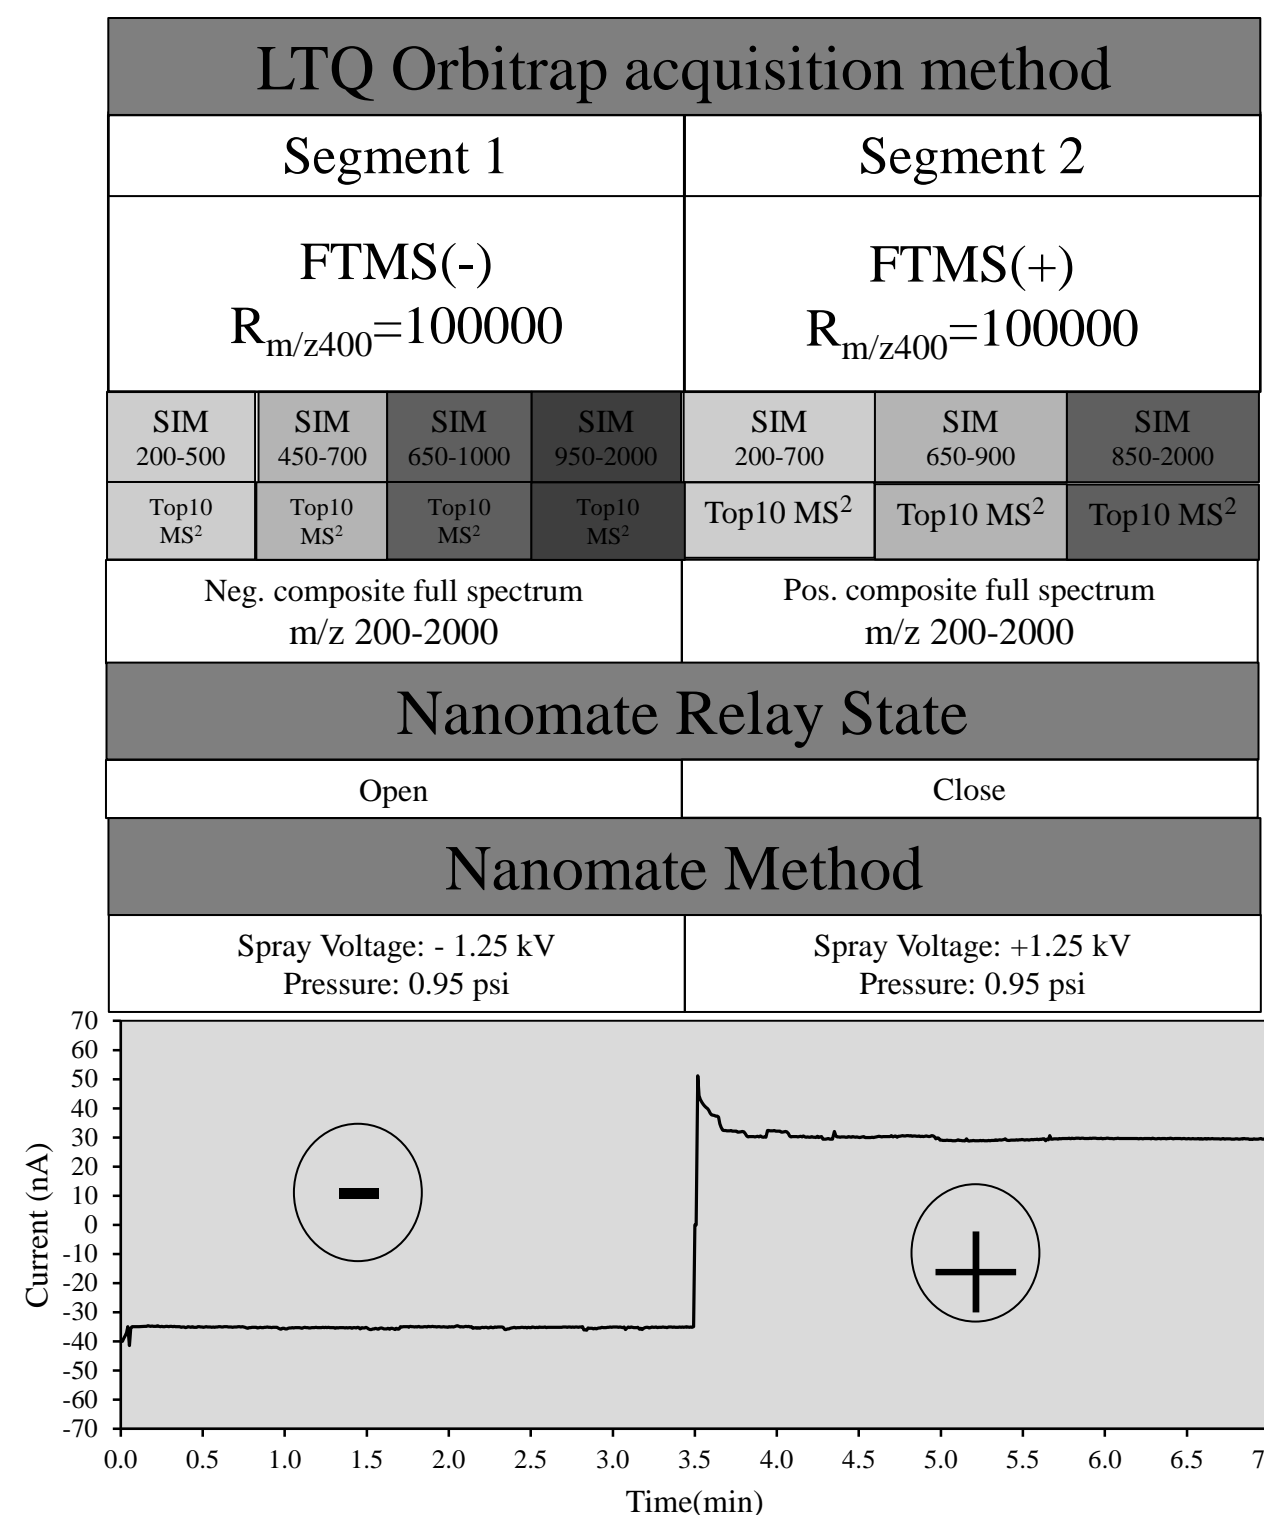 LTQ Orbitrap acquisition method
Segment 1
Segment 2
FTMS(-)
R_m/z400=100000
FTMS(+)
R_m/z400=100000
SIM
200-500
SIM
450-700
SIM
650-1000
SIM
950-2000
SIM
200-700
SIM
650-900
SIM
850-2000
Top10
MS²
Top10
MS²
Top10
MS²
Top10
MS²
Top10 MS²
Top10 MS²
Top10 MS²
Neg. composite full spectrum
m/z 200-2000
Pos. composite full spectrum
m/z 200-2000
Nanomate Relay State
Open
Close
Nanomate Method
Spray Voltage: - 1.25 kV
Pressure: 0.95 psi
Spray Voltage: +1.25 kV
Pressure: 0.95 psi
70
60
50
40
30
20
10
0
-10
-20
-30
-40
-50
-60
-70
Current (nA)
0.0 0.5 1.0 1.5 2.0 2.5 3.0 3.5 4.0 4.5 5.0 5.5 6.0 6.5 7
Time(min)